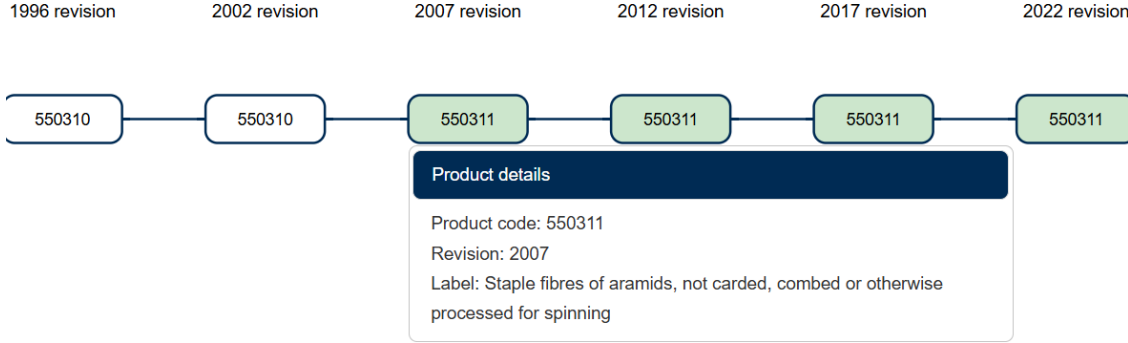 1996 revision 2002 revision 2007 revision 2012 revision 2017 revision 2022 revision
550310 550310 550311 550311 550311 550311
Product details
Product code: 550311
Revision: 2007
Label: Staple fibres of aramids, not carded, combed or otherwise
processed for spinning